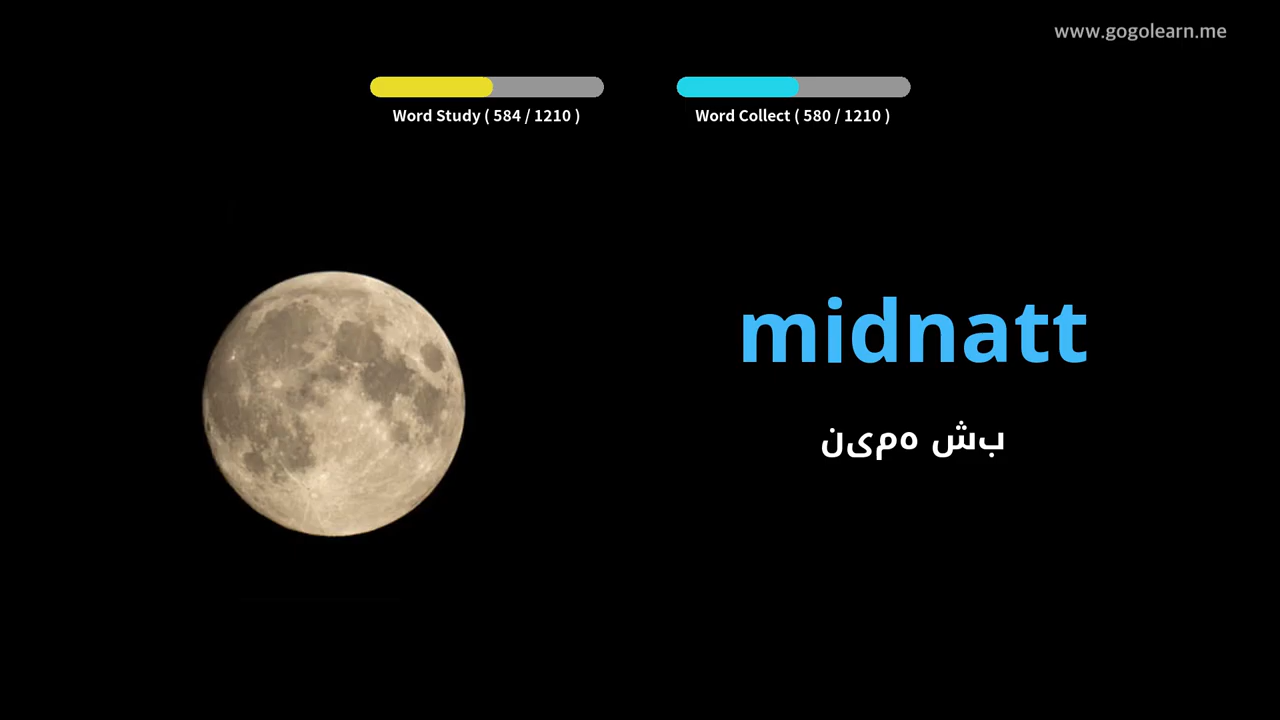 www.gogolearn.me
Word Study ( 584 / 1210 )
Word Collect ( 580 / 1210 )
midnatt
نیمه شب